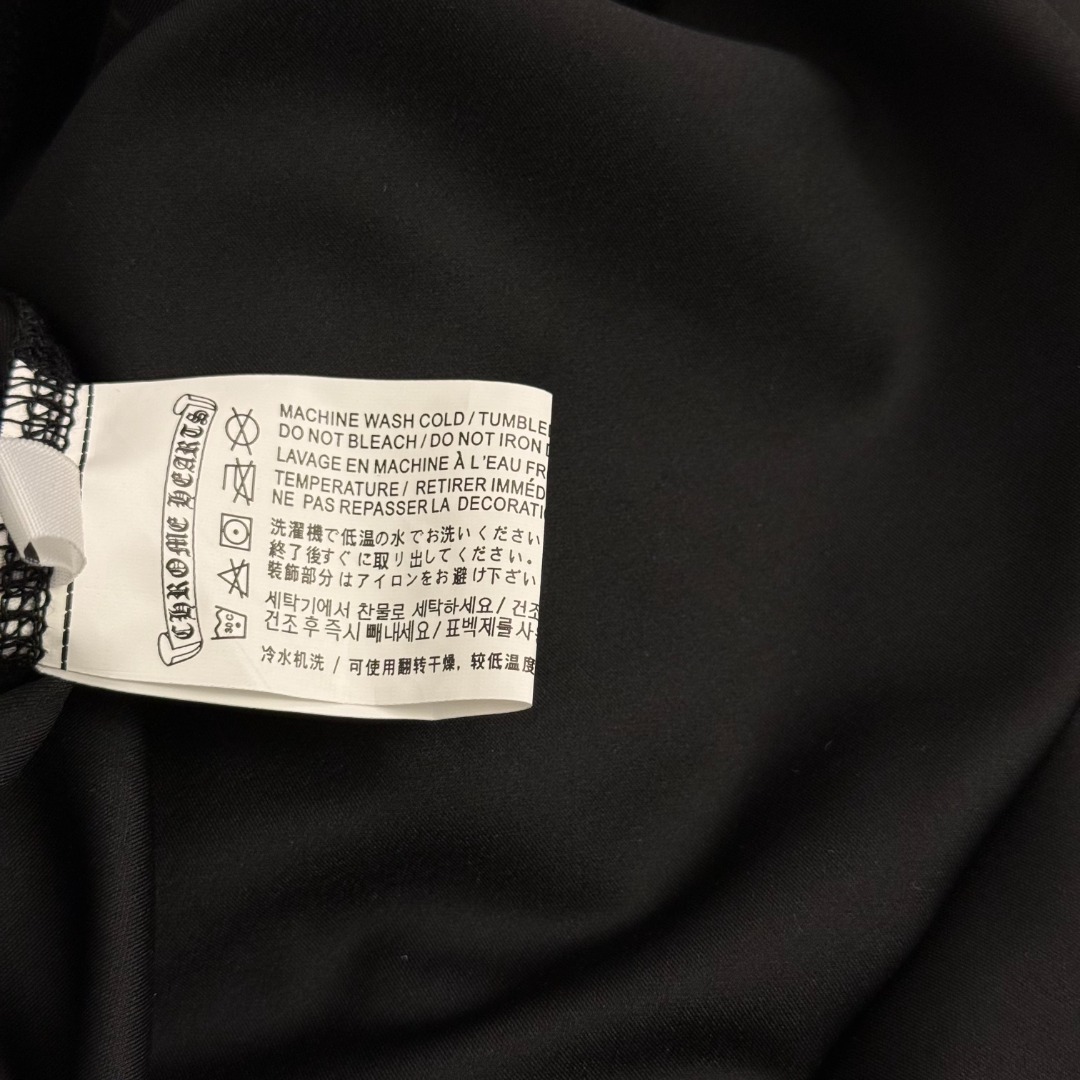 CHROME HEARTS
MACHINE WASH COLD / TUMBLE
DO NOT BLEACH / DO NOT IRON
LAVAGE EN MACHINE À L'EAU FR
TEMPERATURE / RETIRER IMMÉD
NE PAS REPASSER LA DECORATI
洗濯機で低温の水でお洗いください
終了後すぐに取り出してください。
装飾部分はアイロンをお避け下さい
세탁기에서 찬물로 세탁하세요 / 건조
건조 후 즉시 빼내세요 / 표벡제를 사
冷水机洗 / 可使用翻转干燥, 较低温度
30C